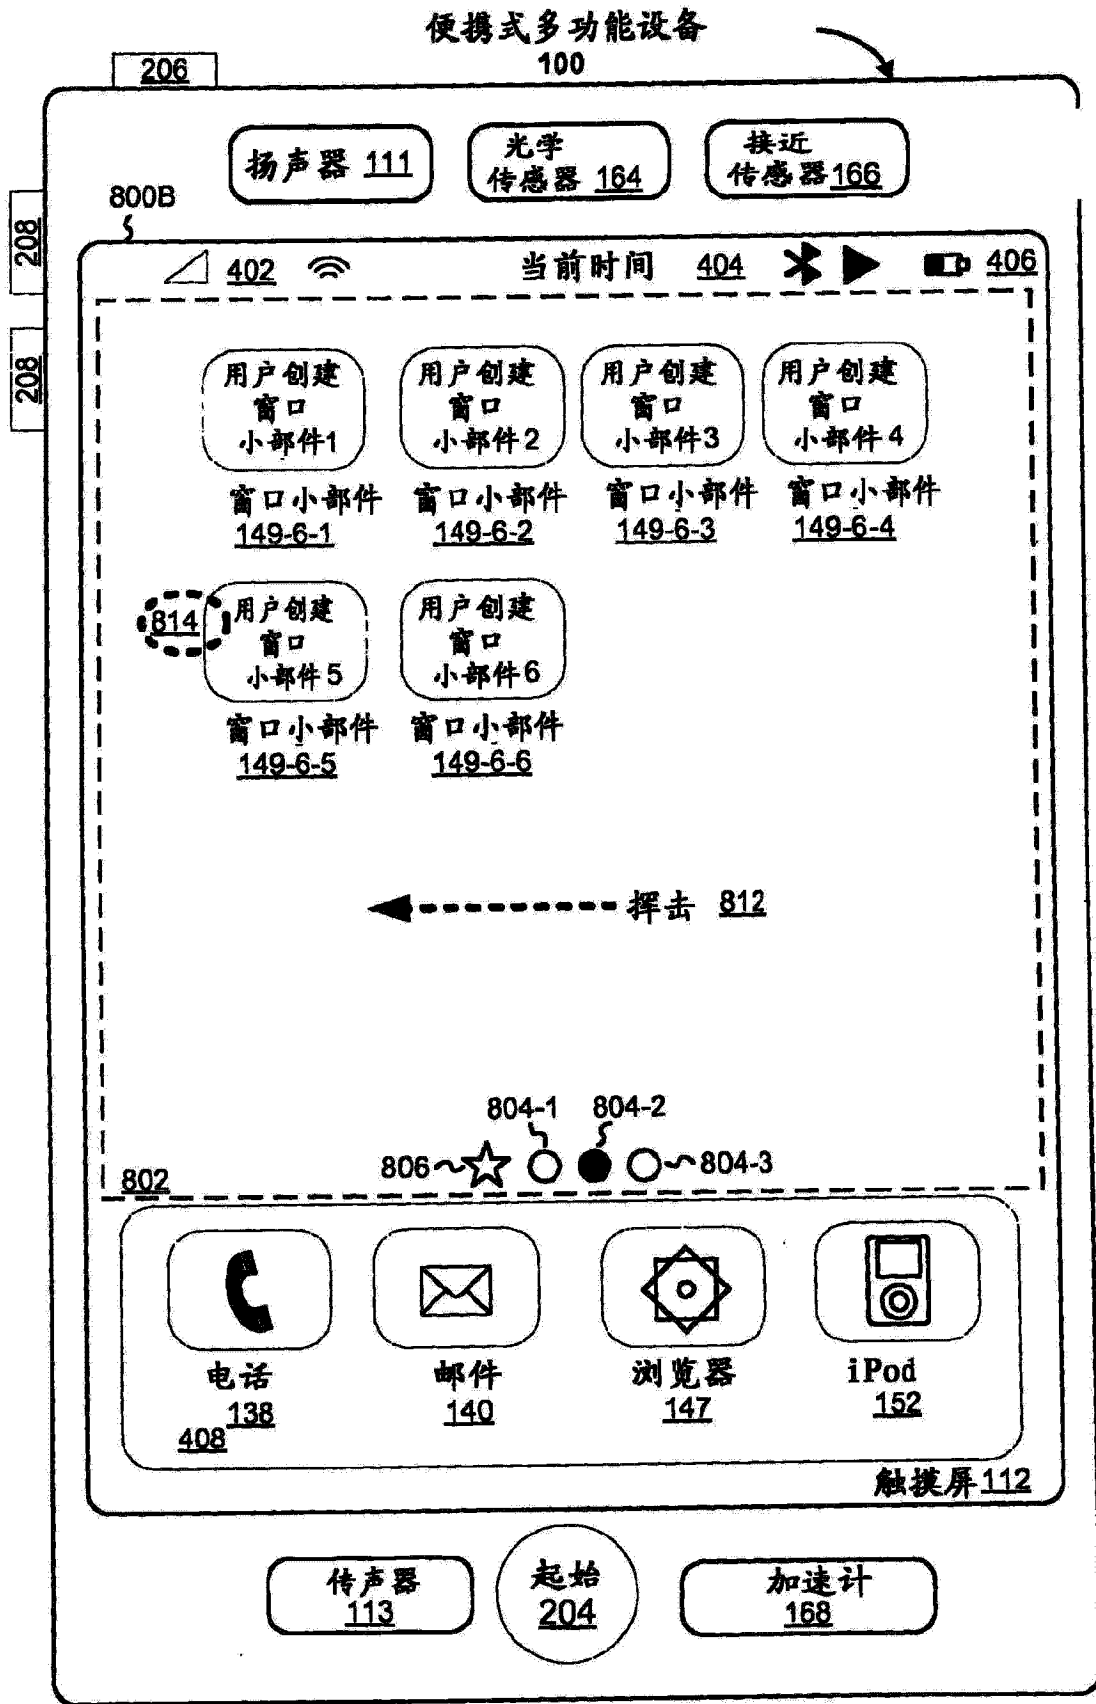 便携式多功能设备
100
206
扬声器 111
光学
传感器 164
接近
传感器 166
800B
208
208
402
当前时间 404
406
用户创建
窗口
小部件1
用户创建
窗口
小部件2
用户创建
窗口
小部件3
用户创建
窗口
小部件4
窗口小部件
149-6-1
窗口小部件
149-6-2
窗口小部件
149-6-3
窗口小部件
149-6-4
814
用户创建
窗口
小部件5
用户创建
窗口
小部件6
窗口小部件
149-6-5
窗口小部件
149-6-6
挥击 812
804-1
804-2
806
804-3
802
电话
138
邮件
140
浏览器
147
iPod
152
408
触摸屏 112
传声器
113
起始
204
加速计
168